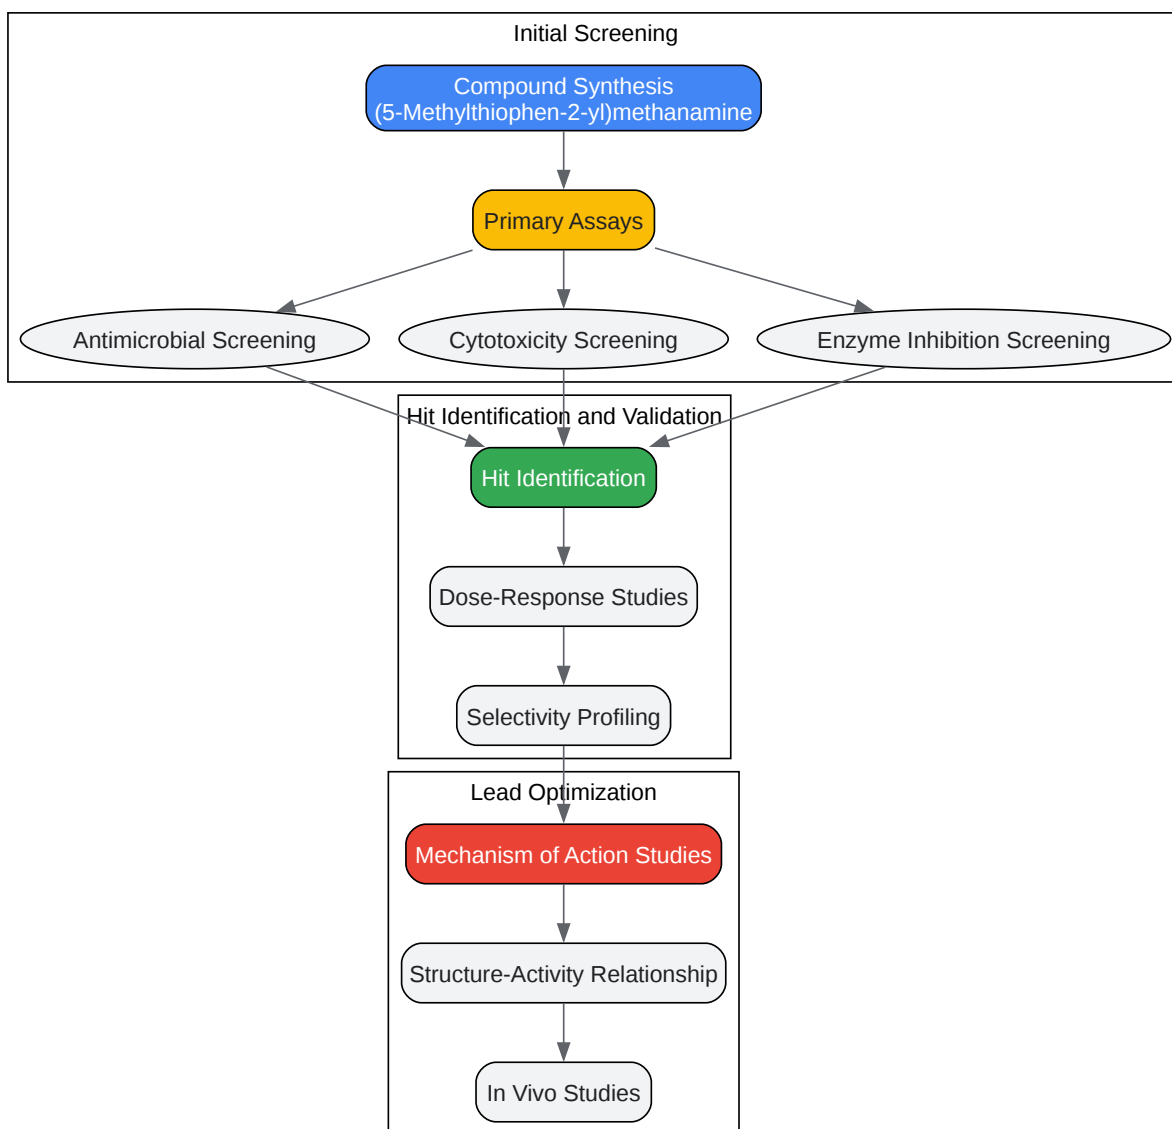 Initial Screening
Compound Synthesis
(5-Methylthiophen-2-yl)methanamine
Primary Assays
Antimicrobial Screening
Cytotoxicity Screening
Enzyme Inhibition Screening
Hit Identification and Validation
Hit Identification
Dose-Response Studies
Selectivity Profiling
Lead Optimization
Mechanism of Action Studies
Structure-Activity Relationship
In Vivo Studies